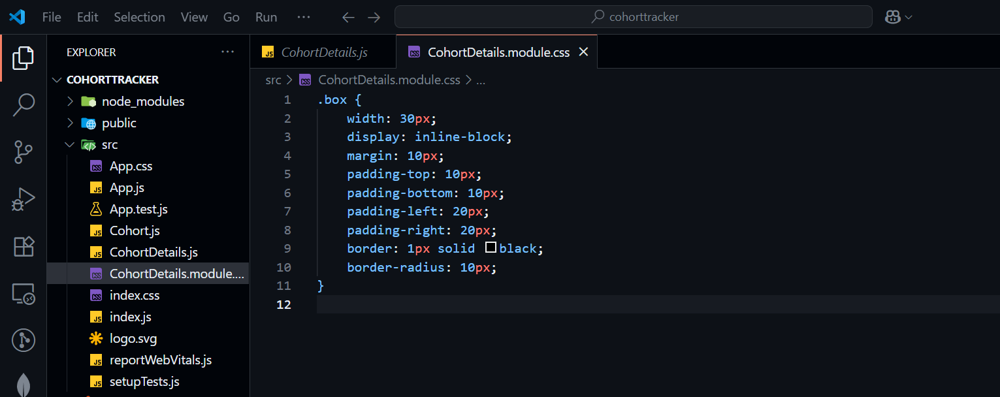 File Edit Selection View Go Run ··· ← → cohorttracker
EXPLORER ···
COHORTTRACKER
node_modules
public
src
App.css
App.js
App.test.js
Cohort.js
CohortDetails.js
CohortDetails.module....
index.css
index.js
logo.svg
reportWebVitals.js
setupTests.js
JS CohortDetails.js CSS CohortDetails.module.css ×
src > CohortDetails.module.css > ...
1 .box {
2 width: 30px;
3 display: inline-block;
4 margin: 10px;
5 padding-top: 10px;
6 padding-bottom: 10px;
7 padding-left: 20px;
8 padding-right: 20px;
9 border: 1px solid black;
10 border-radius: 10px;
11 }
12